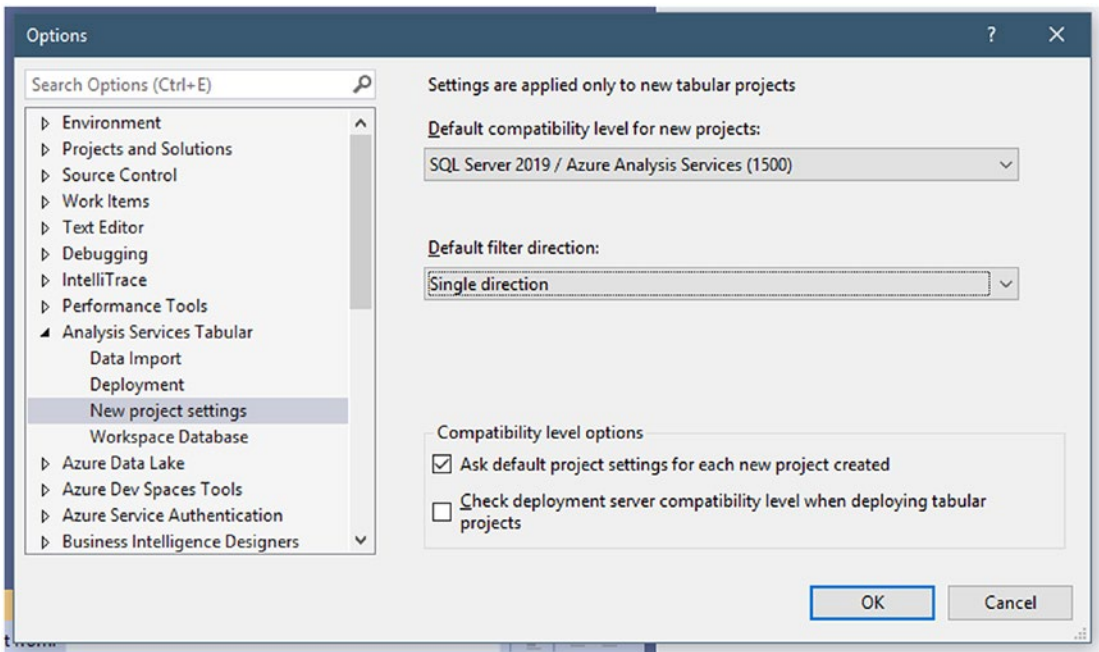 Options
?
Search Options (Ctrl+E)
Environment
Projects and Solutions
Source Control
Work Items
Text Editor
Debugging
IntelliTrace
Performance Tools
Analysis Services Tabular
Data Import
Deployment
New project settings
Workspace Database
Azure Data Lake
Azure Dev Spaces Tools
Azure Service Authentication
Business Intelligence Designers
Settings are applied only to new tabular projects
Default compatibility level for new projects:
SQL Server 2019 / Azure Analysis Services (1500)
Default filter direction:
Single direction
Compatibility level options
Ask default project settings for each new project created
Check deployment server compatibility level when deploying tabular
projects
OK
Cancel